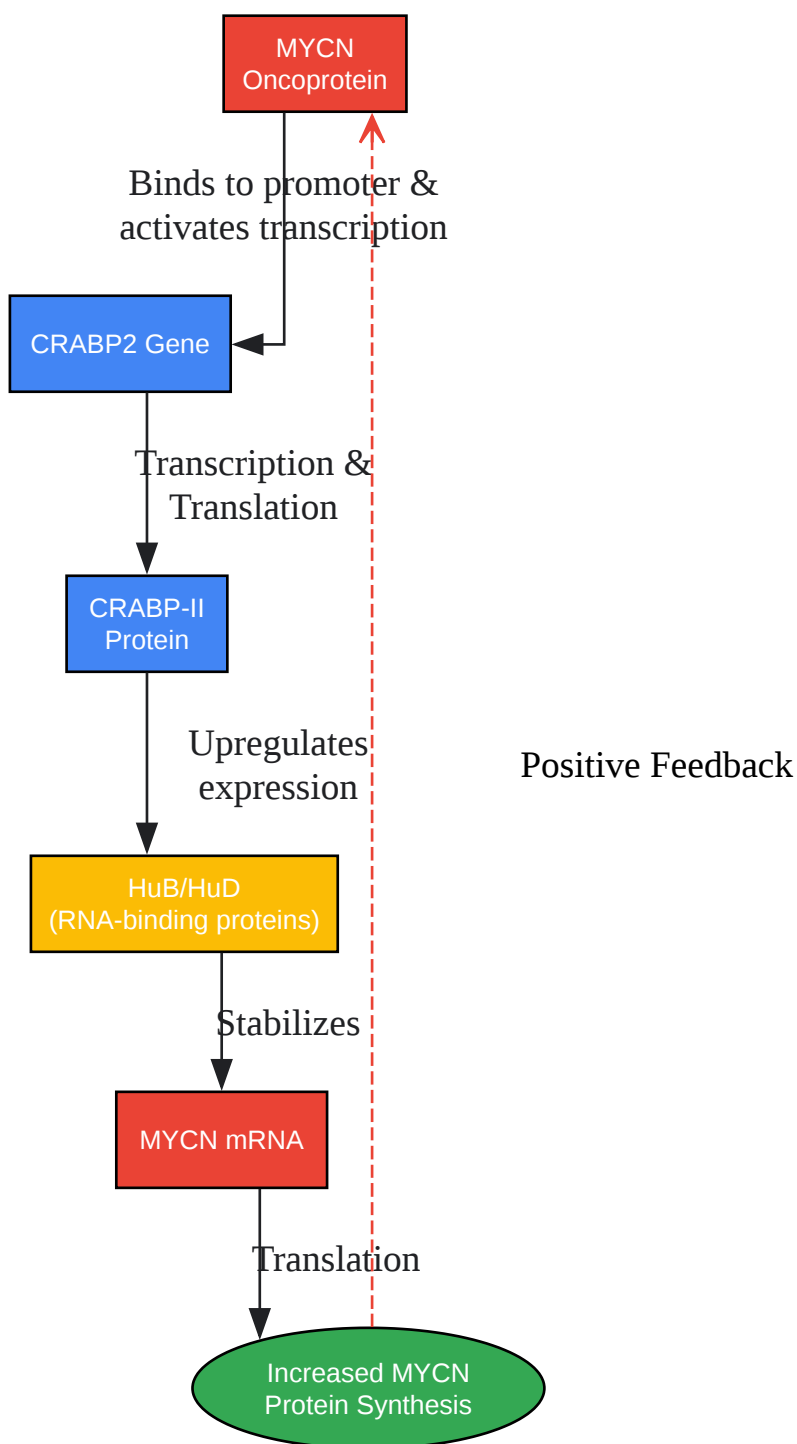 MYCN
Oncoprotein
Binds to promoter &
activates transcription
CRABP2 Gene
Transcription &
Translation
CRABP-II
Protein
Upregulates
expression
Positive Feedback
HuB/HuD
(RNA-binding proteins)
Stabilizes
MYCN mRNA
Translation
Increased MYCN
Protein Synthesis